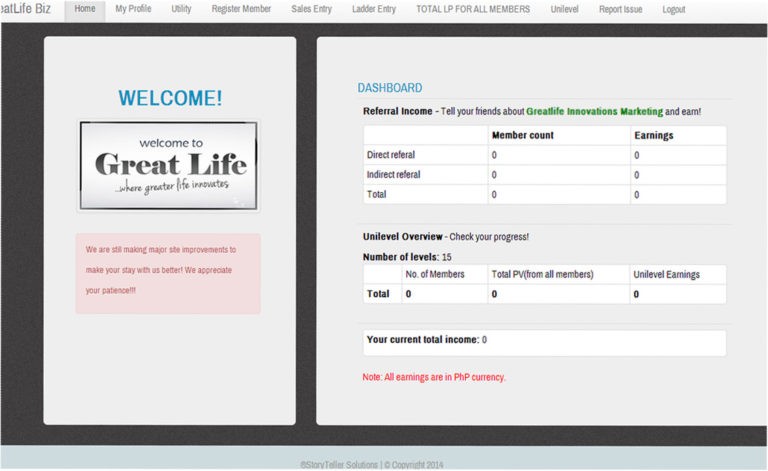 eatLife Biz Home My Profile Utility Register Member Sales Entry Ladder Entry TOTAL LP FOR ALL MEMBERS Unilevel Report Issue Logout
WELCOME!
welcome to
Great Life
...where greater life innovates
We are still making major site improvements to
make your stay with us better! We appreciate
your patience!!!
DASHBOARD
Referral Income - Tell your friends about Greatlife Innovations Marketing and earn!
Member count Earnings
Direct referal 0 0
Indirect referal 0 0
Total 0 0
Unilevel Overview - Check your progress!
Number of levels: 15
No. of Members Total PV(from all members) Unilevel Earnings
Total 0 0 0
Your current total income: 0
Note: All earnings are in PhP currency.
©StoryTeller Solutions | © Copyright 2014